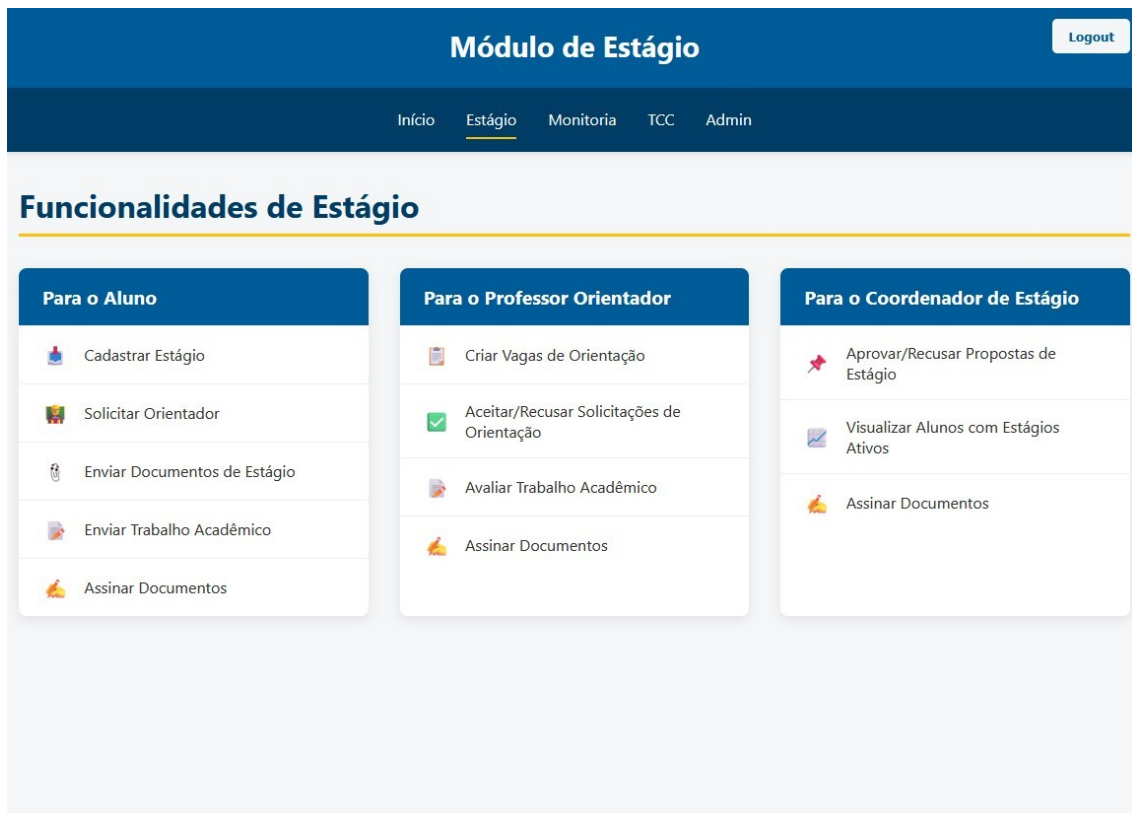 Módulo de Estágio
Logout
Início Estágio Monitoria TCC Admin
Funcionalidades de Estágio
Para o Aluno
Cadastrar Estágio
Solicitar Orientador
Enviar Documentos de Estágio
Enviar Trabalho Acadêmico
Assinar Documentos
Para o Professor Orientador
Criar Vagas de Orientação
Aceitar/Recusar Solicitações de
Orientação
Avaliar Trabalho Acadêmico
Assinar Documentos
Para o Coordenador de Estágio
Aprovar/Recusar Propostas de
Estágio
Visualizar Alunos com Estágios
Ativos
Assinar Documentos